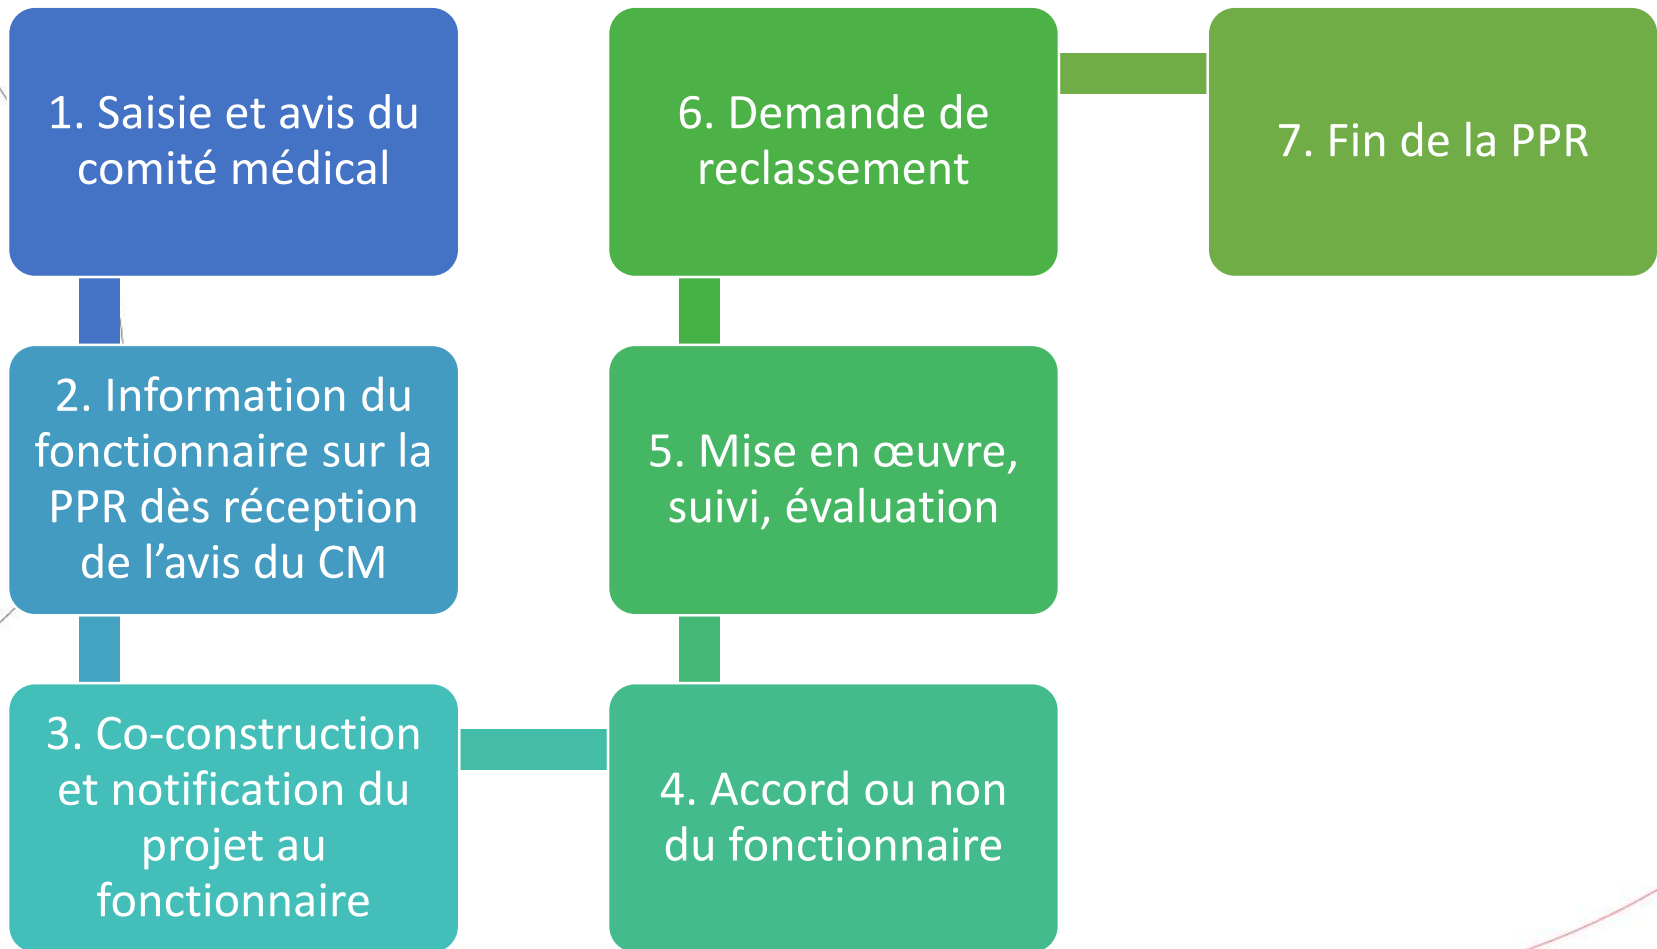 1. Saisie et avis du
comité médical
2. Information du
fonctionnaire sur la
PPR dès réception
de l’avis du CM
3. Co-construction
et notification du
projet au
fonctionnaire
4. Accord ou non
du fonctionnaire
5. Mise en œuvre,
suivi, évaluation
6. Demande de
reclassement
7. Fin de la PPR